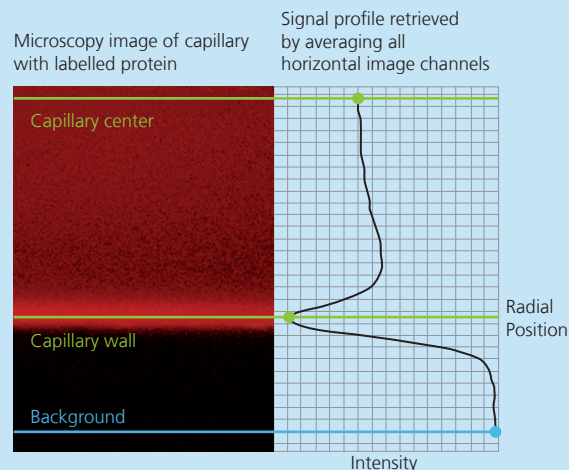 Microscopy image of capillary
with labelled protein
Signal profile retrieved
by averaging all
horizontal image channels
Capillary center
Radial
Position
Capillary wall
Background
Intensity